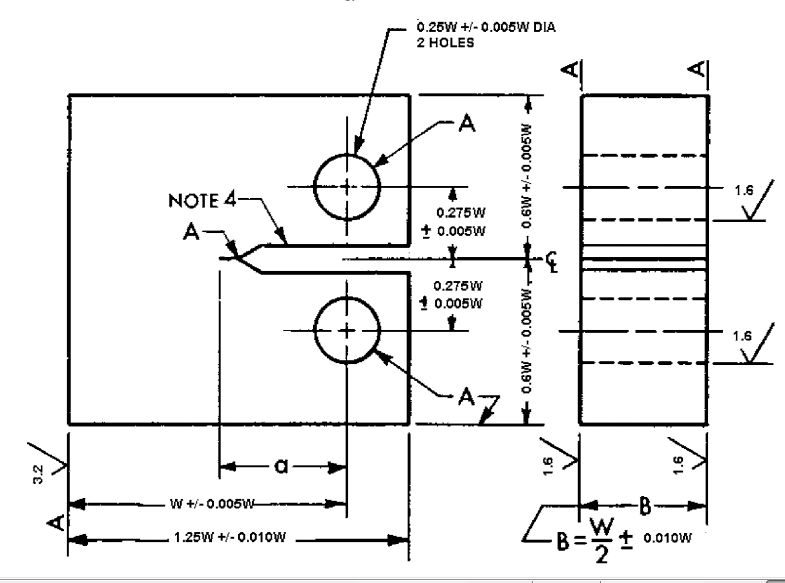 0.25W +/- 0.005W DIA
2 HOLES
A
A
A
A
NOTE 4
0.275W
± 0.005W
0.6W +/- 0.005W
1.6
A
℄
0.275W
± 0.005W
0.6W +/- 0.005W
1.6
A
3.2
a
1.6
1.6
W +/- 0.005W
B
A
1.25W +/- 0.010W
B = W/2 ± 0.010W